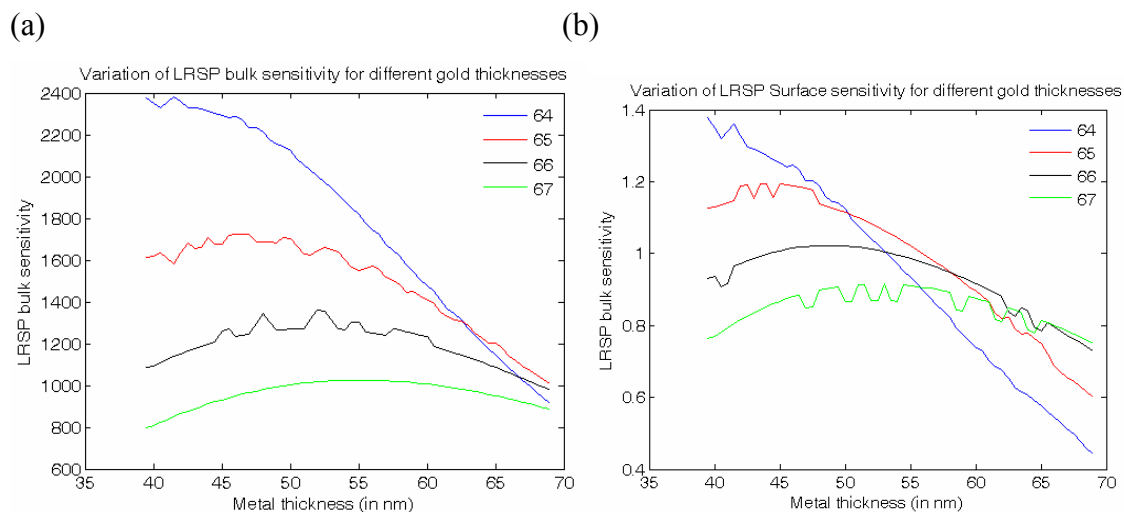 (a)
Variation of LRSP bulk sensitivity for different gold thicknesses
2400
2200
2000
1800
1600
1400
1200
1000
800
600
LRSP bulk sensitivity
64
65
66
67
35 40 45 50 55 60 65 70
Metal thickness (in nm)
(b)
Variation of LRSP Surface sensitivity for different gold thicknesses
1.4
1.2
1
0.8
0.6
0.4
LRSP bulk sensitivity
64
65
66
67
35 40 45 50 55 60 65 70
Metal thickness (in nm)